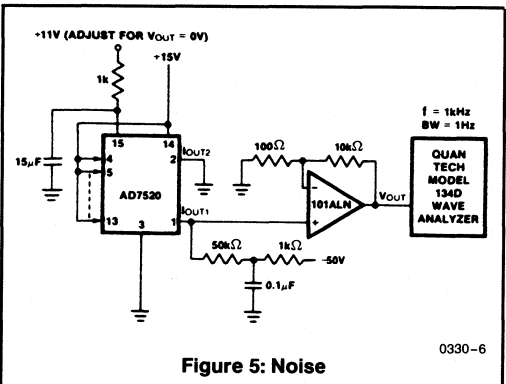 +11V (ADJUST FOR VOUT = 0V)
+15V
1k
15
14
15μF
4
5
13
AD7520
2
IOUT2
1
IOUT1
3
100Ω
10kΩ
101ALN
VOUT
f = 1kHz
BW = 1Hz
QUAN
TECH
MODEL
134D
WAVE
ANALYZER
50kΩ
1kΩ
-50V
0.1μF
0330-6
Figure 5: Noise